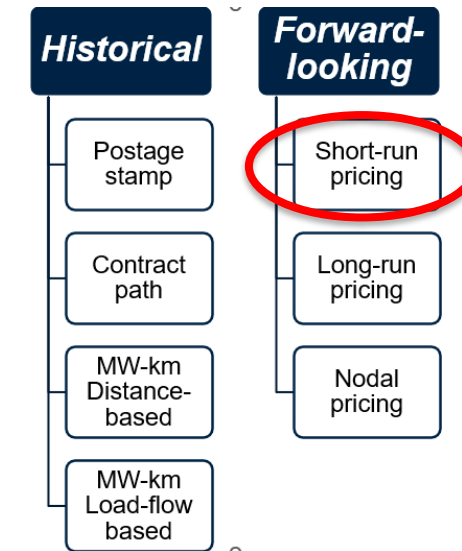 Historical
Postage
stamp
Contract
path
MW-km
Distance-
based
MW-km
Load-flow
based
Forward-
looking
Short-run
pricing
Long-run
pricing
Nodal
pricing